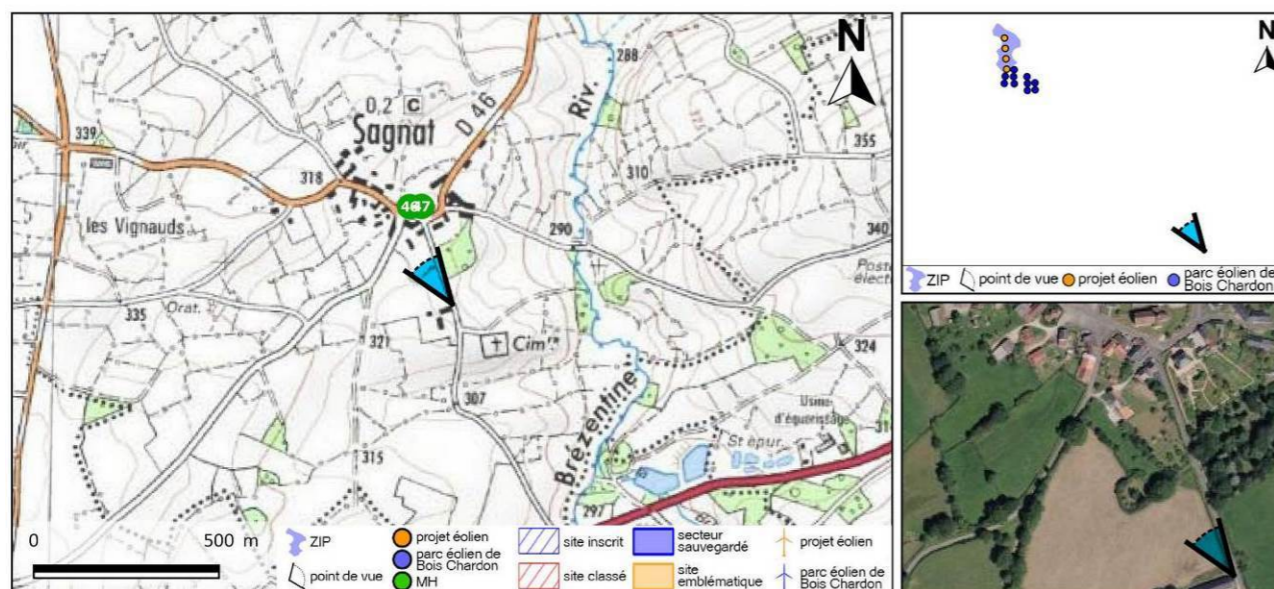 N
288
Riv.
0,2 C
D 46
Sagnat
339
355
318
310
4647
les Vignauds
290
340
Orat.
335
321
Cim.re
324
307
Brézentine
Usine
d'équarissage
St épur.
315
297
0 500 m
ZIP
point de vue
projet éolien
parc éolien de
Bois Chardon
MH
site inscrit
site classé
secteur
sauvegardé
site
emblématique
projet éolien
parc éolien de
Bois Chardon
N
ZIP
point de vue
projet éolien
parc éolien de
Bois Chardon